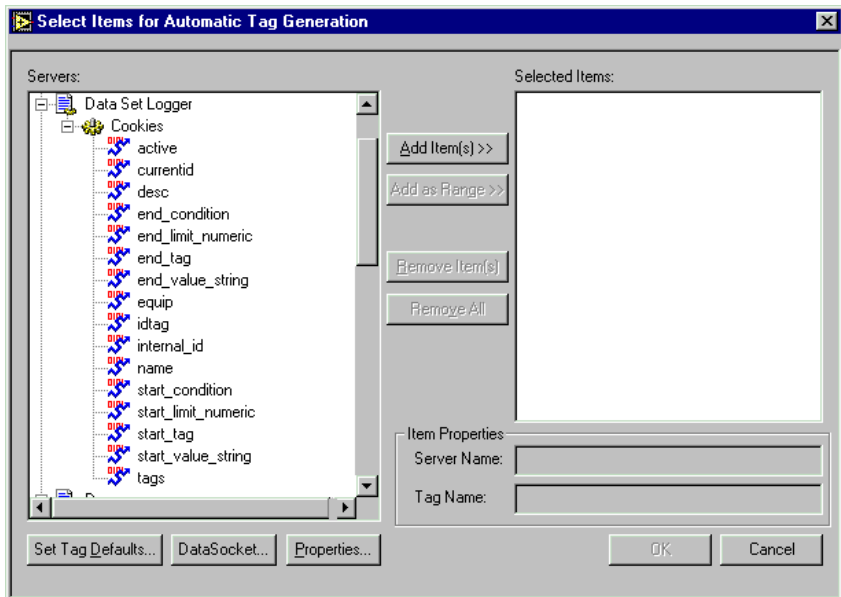 Select Items for Automatic Tag Generation
Servers:
Selected Items:
Data Set Logger
Cookies
active
currentid
desc
end_condition
end_limit_numeric
end_tag
end_value_string
equip
idtag
internal_id
name
start_condition
start_limit_numeric
start_tag
start_value_string
tags
Add Item(s) >>
Add as Range >>
Remove Item(s)
Remove All
Item Properties
Server Name:
Tag Name:
Set Tag Defaults...
DataSocket...
Properties...
OK
Cancel